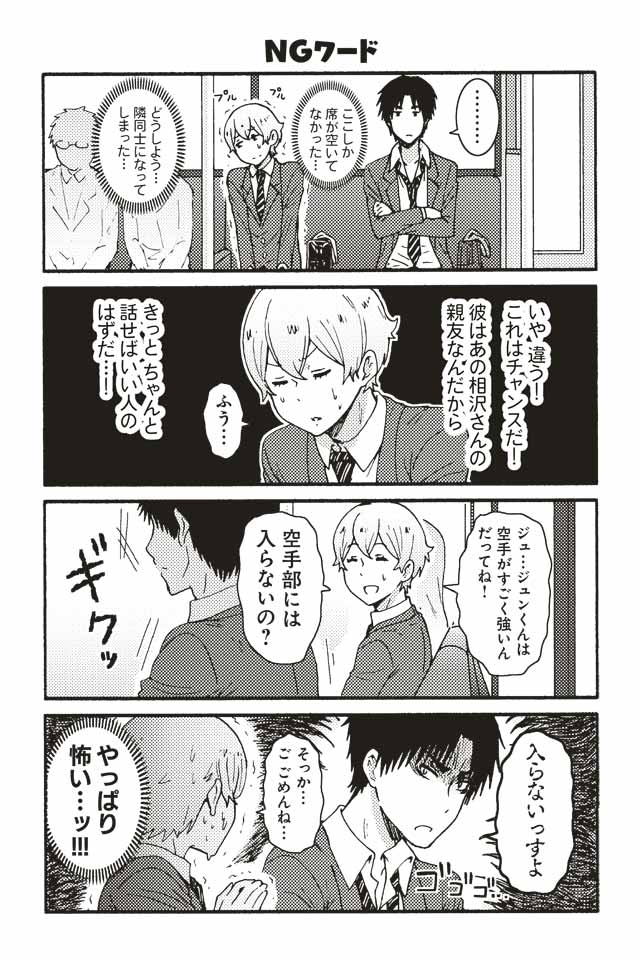 NGワード
………
ここしか
席が空いて
なかった…
プル
プル
どうしよう…
隣同士になって
しまった…
いや 違うー
これはチャンスだー
彼はあの相沢さんの
親友なんだから
ふぅ…
きっと ちゃんと
話せばいい人の
はずだ…ー
ジュ…ジュンくんは
空手がすごく強いん
だってね！
空手部には
入らないの？
ギクッ
入らないっすよ
そっか…
ごごめんね…
ゴゴゴ…
やっぱり
怖い…ッ!!!